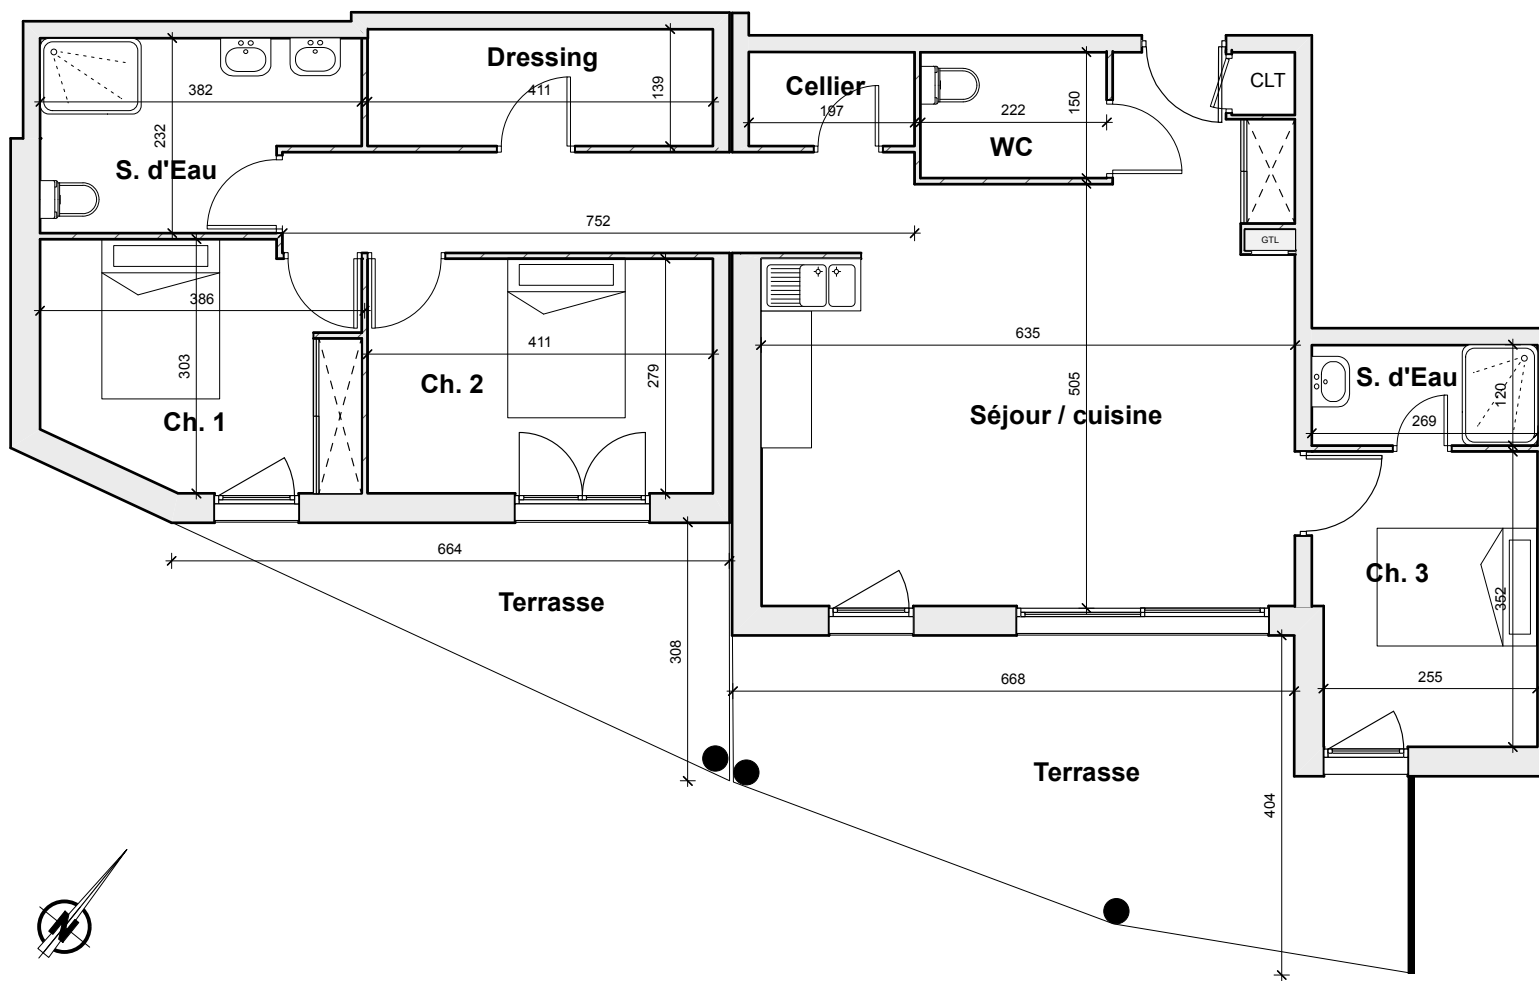 Dressing
Cellier
CLT
382
411
139
197
222
150
232
WC
S. d'Eau
752
GTL
386
303
411
279
635
505
Ch. 2
S. d'Eau
120
Ch. 1
Séjour / cuisine
269
664
Terrasse
308
Ch. 3
352
668
255
Terrasse
404
N